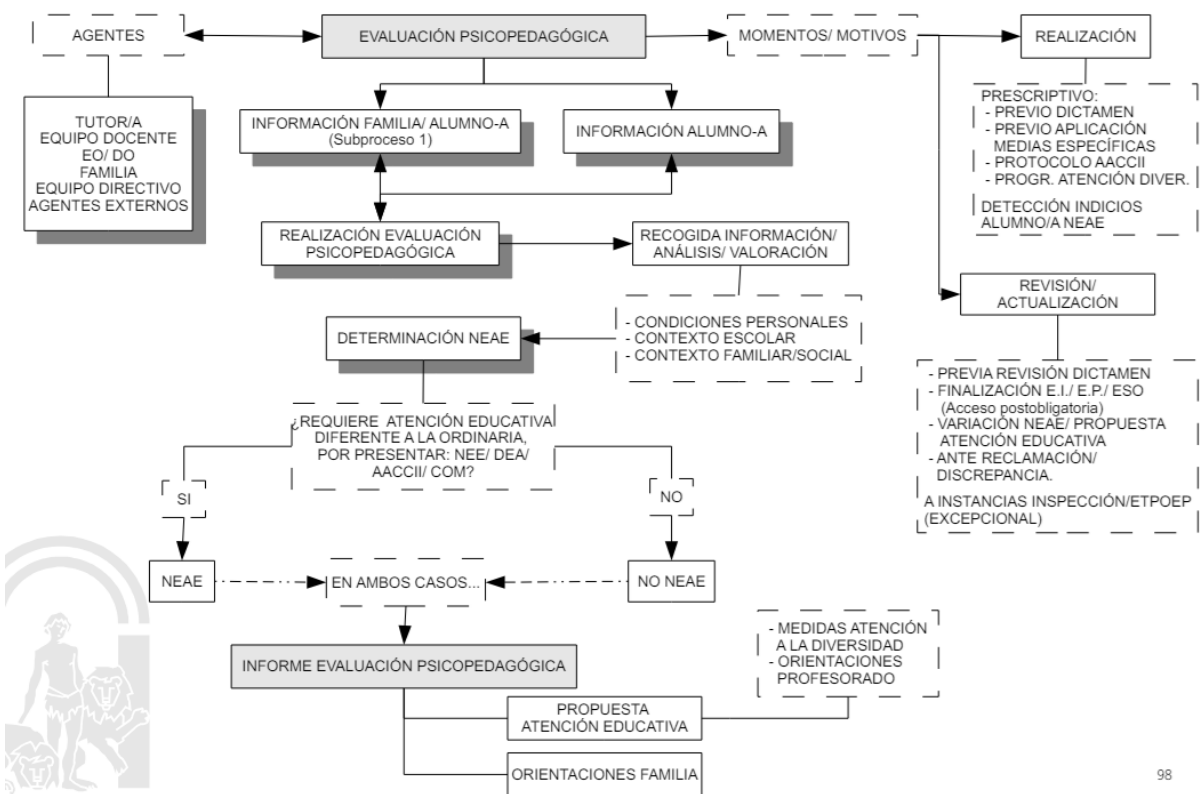 AGENTES
EVALUACIÓN PSICOPEDAGÓGICA
MOMENTOS/ MOTIVOS
REALIZACIÓN
TUTOR/A
EQUIPO DOCENTE
EO/ DO
FAMILIA
EQUIPO DIRECTIVO
AGENTES EXTERNOS
INFORMACIÓN FAMILIA/ ALUMNO-A
(Subproceso 1)
INFORMACIÓN ALUMNO-A
PRESCRIPTIVO:
- PREVIO DICTAMEN
- PREVIO APLICACIÓN
MEDIAS ESPECÍFICAS
- PROTOCOLO AACCII
- PROGR. ATENCIÓN DIVER.
DETECCIÓN INDICIOS
ALUMNO/A NEAE
REALIZACIÓN EVALUACIÓN
PSICOPEDAGÓGICA
RECOGIDA INFORMACIÓN/
ANÁLISIS/ VALORACIÓN
REVISIÓN/
ACTUALIZACIÓN
DETERMINACIÓN NEAE
- CONDICIONES PERSONALES
- CONTEXTO ESCOLAR
- CONTEXTO FAMILIAR/SOCIAL
- PREVIA REVISIÓN DICTAMEN
- FINALIZACIÓN E.I./ E.P./ ESO
(Acceso postobligatoria)
- VARIACIÓN NEAE/ PROPUESTA
ATENCIÓN EDUCATIVA
- ANTE RECLAMACIÓN/
DISCREPANCIA.
A INSTANCIAS INSPECCIÓN/ETPOEP
(EXCEPCIONAL)
¿REQUIERE ATENCIÓN EDUCATIVA
DIFERENTE A LA ORDINARIA,
POR PRESENTAR: NEE/ DEA/
AACCII/ COM?
SI
NO
NEAE
EN AMBOS CASOS...
NO NEAE
INFORME EVALUACIÓN PSICOPEDAGÓGICA
- MEDIDAS ATENCIÓN
A LA DIVERSIDAD
- ORIENTACIONES
PROFESORADO
PROPUESTA
ATENCIÓN EDUCATIVA
ORIENTACIONES FAMILIA
98